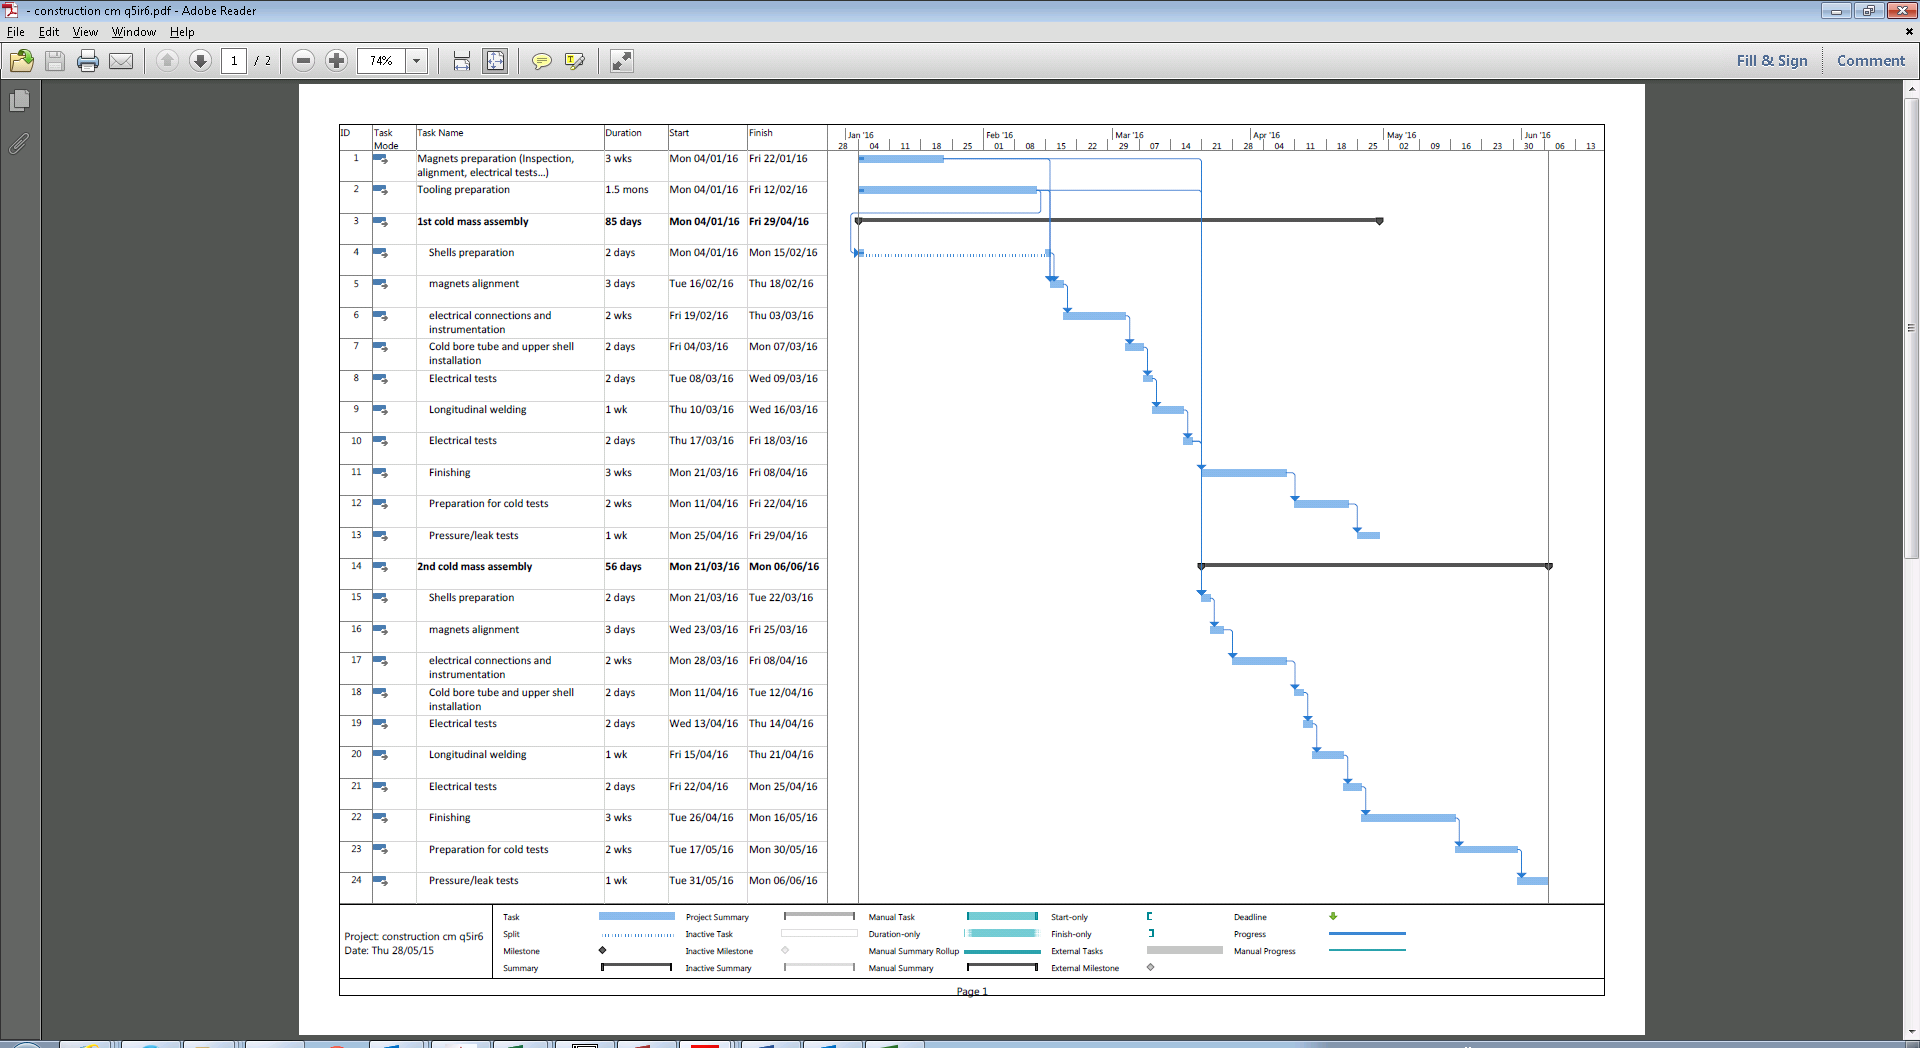 - construction cm q5ir6.pdf - Adobe Reader
File Edit View Window Help
1 / 2 74% Fill & Sign Comment
ID Task Mode Task Name Duration Start Finish
Jan '16 Feb '16 Mar '16 Apr '16 May '16 Jun '16
28 04 11 18 25 01 08 15 22 29 07 14 21 28 04 11 18 25 02 09 16 23 30 06 13
1 Magnets preparation (Inspection, 3 wks Mon 04/01/16 Fri 22/01/16
alignment, electrical tests...)
2 Tooling preparation 1.5 mons Mon 04/01/16 Fri 12/02/16
3 1st cold mass assembly 85 days Mon 04/01/16 Fri 29/04/16
4 Shells preparation 2 days Mon 04/01/16 Mon 15/02/16
5 magnets alignment 3 days Tue 16/02/16 Thu 18/02/16
6 electrical connections and 2 wks Fri 19/02/16 Thu 03/03/16
instrumentation
7 Cold bore tube and upper shell 2 days Fri 04/03/16 Mon 07/03/16
installation
8 Electrical tests 2 days Tue 08/03/16 Wed 09/03/16
9 Longitudinal welding 1 wk Thu 10/03/16 Wed 16/03/16
10 Electrical tests 2 days Thu 17/03/16 Fri 18/03/16
11 Finishing 3 wks Mon 21/03/16 Fri 08/04/16
12 Preparation for cold tests 2 wks Mon 11/04/16 Fri 22/04/16
13 Pressure/leak tests 1 wk Mon 25/04/16 Fri 29/04/16
14 2nd cold mass assembly 56 days Mon 21/03/16 Mon 06/06/16
15 Shells preparation 2 days Mon 21/03/16 Tue 22/03/16
16 magnets alignment 3 days Wed 23/03/16 Fri 25/03/16
17 electrical connections and 2 wks Mon 28/03/16 Fri 08/04/16
instrumentation
18 Cold bore tube and upper shell 2 days Mon 11/04/16 Tue 12/04/16
installation
19 Electrical tests 2 days Wed 13/04/16 Thu 14/04/16
20 Longitudinal welding 1 wk Fri 15/04/16 Thu 21/04/16
21 Electrical tests 2 days Fri 22/04/16 Mon 25/04/16
22 Finishing 3 wks Tue 26/04/16 Mon 16/05/16
23 Preparation for cold tests 2 wks Tue 17/05/16 Mon 30/05/16
24 Pressure/leak tests 1 wk Tue 31/05/16 Mon 06/06/16
Project: construction cm q5ir6
Date: Thu 28/05/15
Task Project Summary Manual Task Start-only Deadline
Split Inactive Task Duration-only Finish-only Progress
Milestone Inactive Milestone Manual Summary Rollup External Tasks Manual Progress
Summary Inactive Summary Manual Summary External Milestone
Page 1